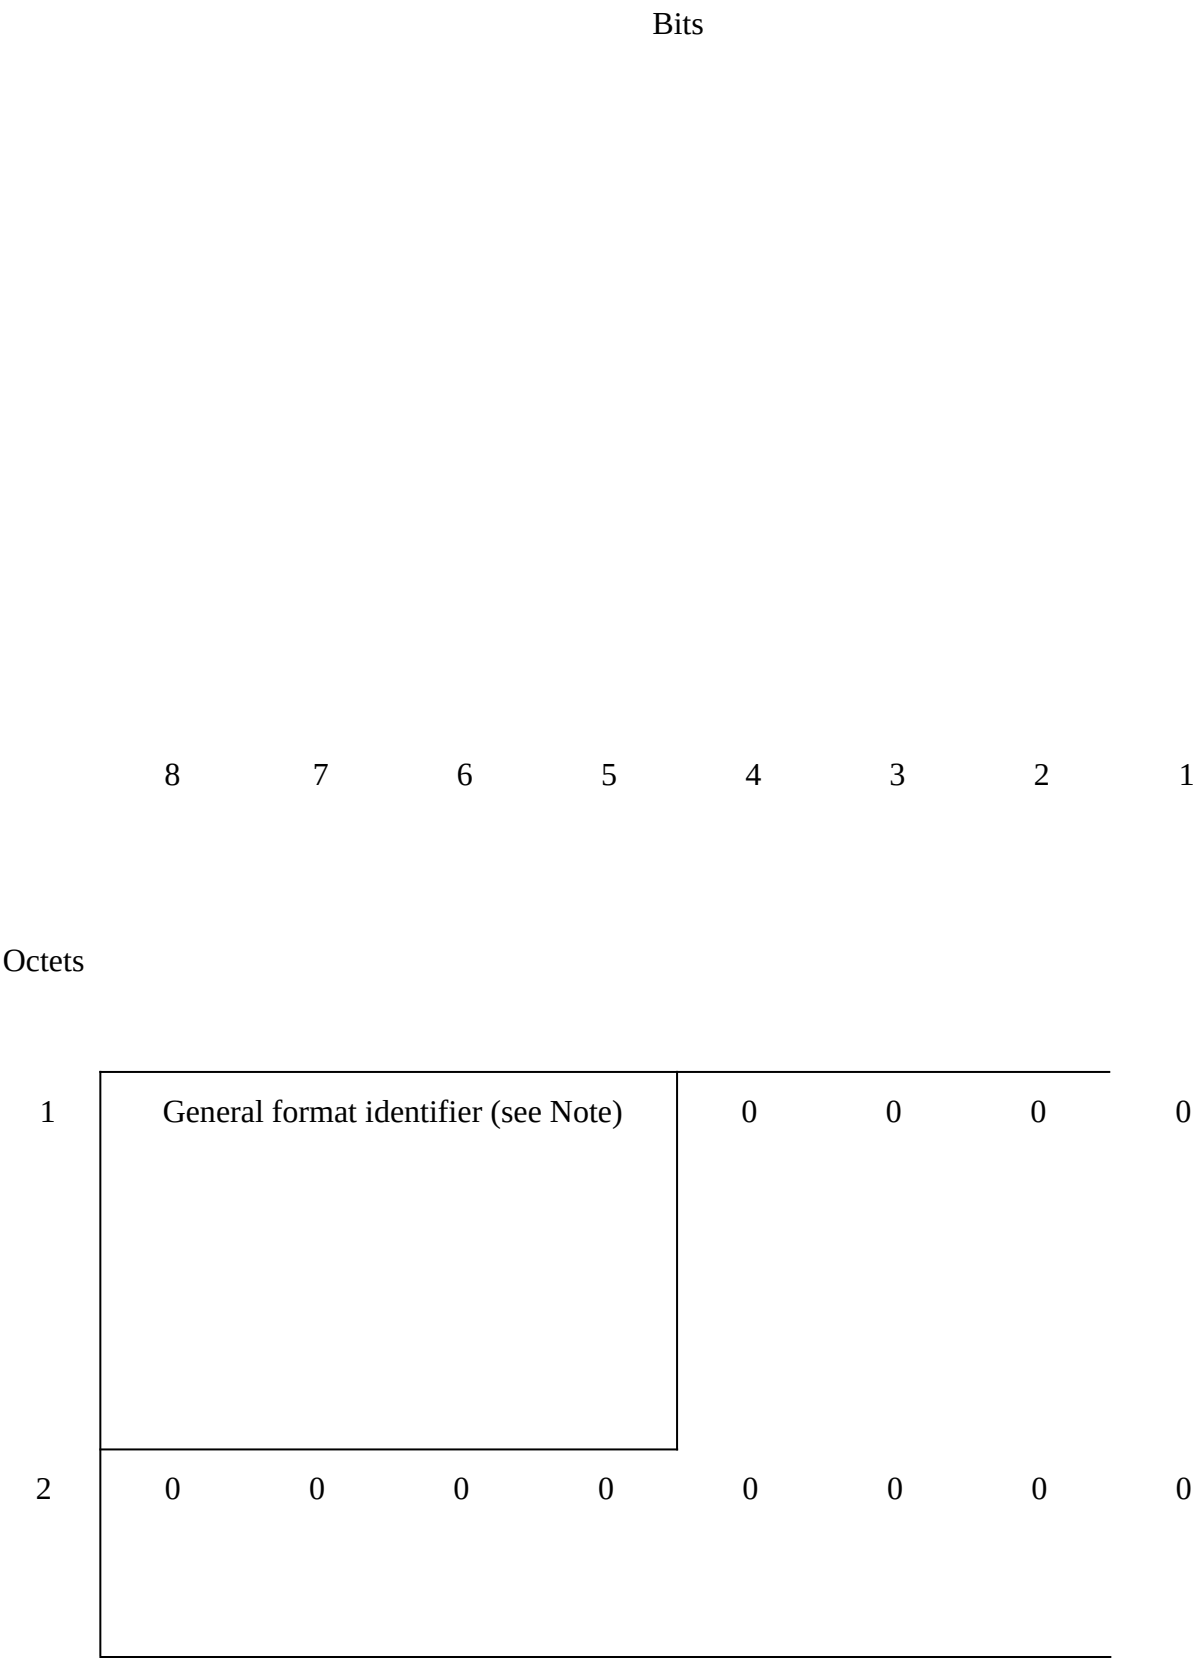 Bits
8 7 6 5 4 3 2 1
Octets
1 General format identifier (see Note) 0 0 0 0
2 0 0 0 0 0 0 0 0